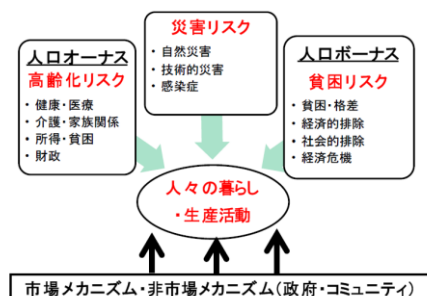 人口オーナス
高齢化リスク
・ 健康・医療
・ 介護・家族関係
・ 所得・貧困
・ 財政
災害リスク
・ 自然災害
・ 技術的災害
・ 感染症
人口ボーナス
貧困リスク
・ 貧困・格差
・ 経済的排除
・ 社会的排除
・ 経済危機
人々の暮らし
・生産活動
市場メカニズム・非市場メカニズム(政府・コミュニティ)